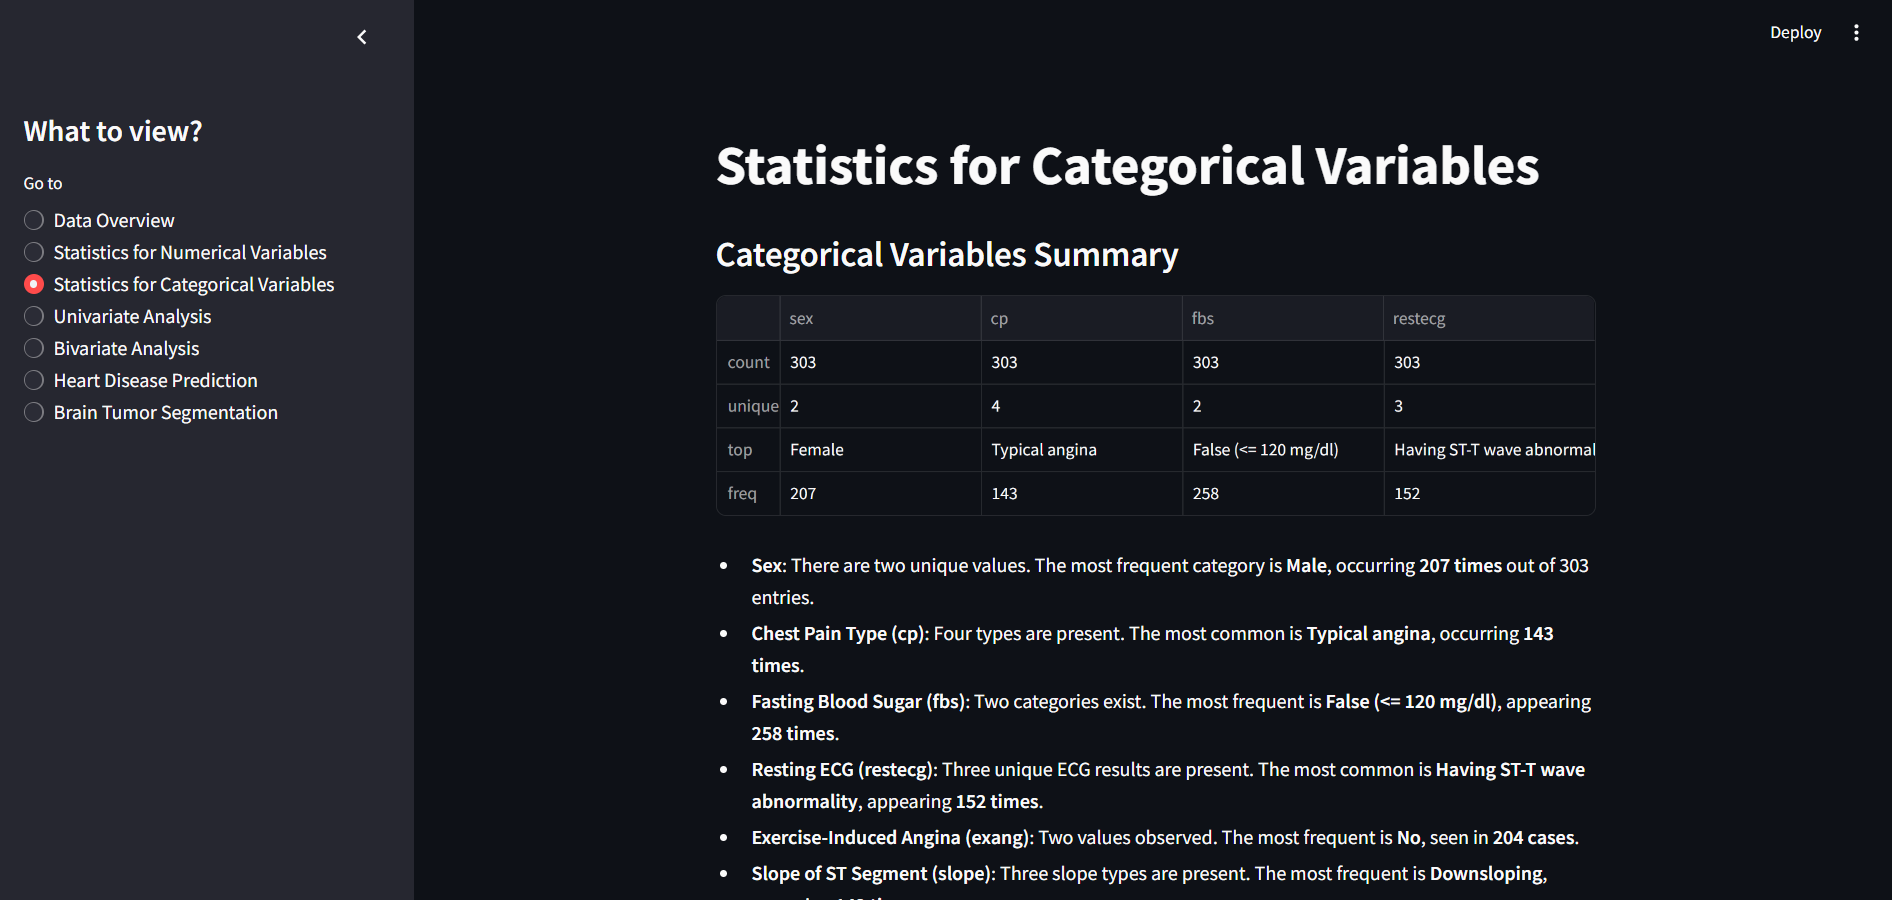 Deploy
What to view?
Go to
Data Overview
Statistics for Numerical Variables
Statistics for Categorical Variables
Univariate Analysis
Bivariate Analysis
Heart Disease Prediction
Brain Tumor Segmentation
Statistics for Categorical Variables
Categorical Variables Summary
sex cp fbs restecg
count 303 303 303 303
unique 2 4 2 3
top Female Typical angina False (<= 120 mg/dl) Having ST-T wave abnormal
freq 207 143 258 152
• Sex: There are two unique values. The most frequent category is Male, occurring 207 times out of 303
entries.
• Chest Pain Type (cp): Four types are present. The most common is Typical angina, occurring 143
times.
• Fasting Blood Sugar (fbs): Two categories exist. The most frequent is False (<= 120 mg/dl), appearing
258 times.
• Resting ECG (restecg): Three unique ECG results are present. The most common is Having ST-T wave
abnormality, appearing 152 times.
• Exercise-Induced Angina (exang): Two values observed. The most frequent is No, seen in 204 cases.
• Slope of ST Segment (slope): Three slope types are present. The most frequent is Downsloping,